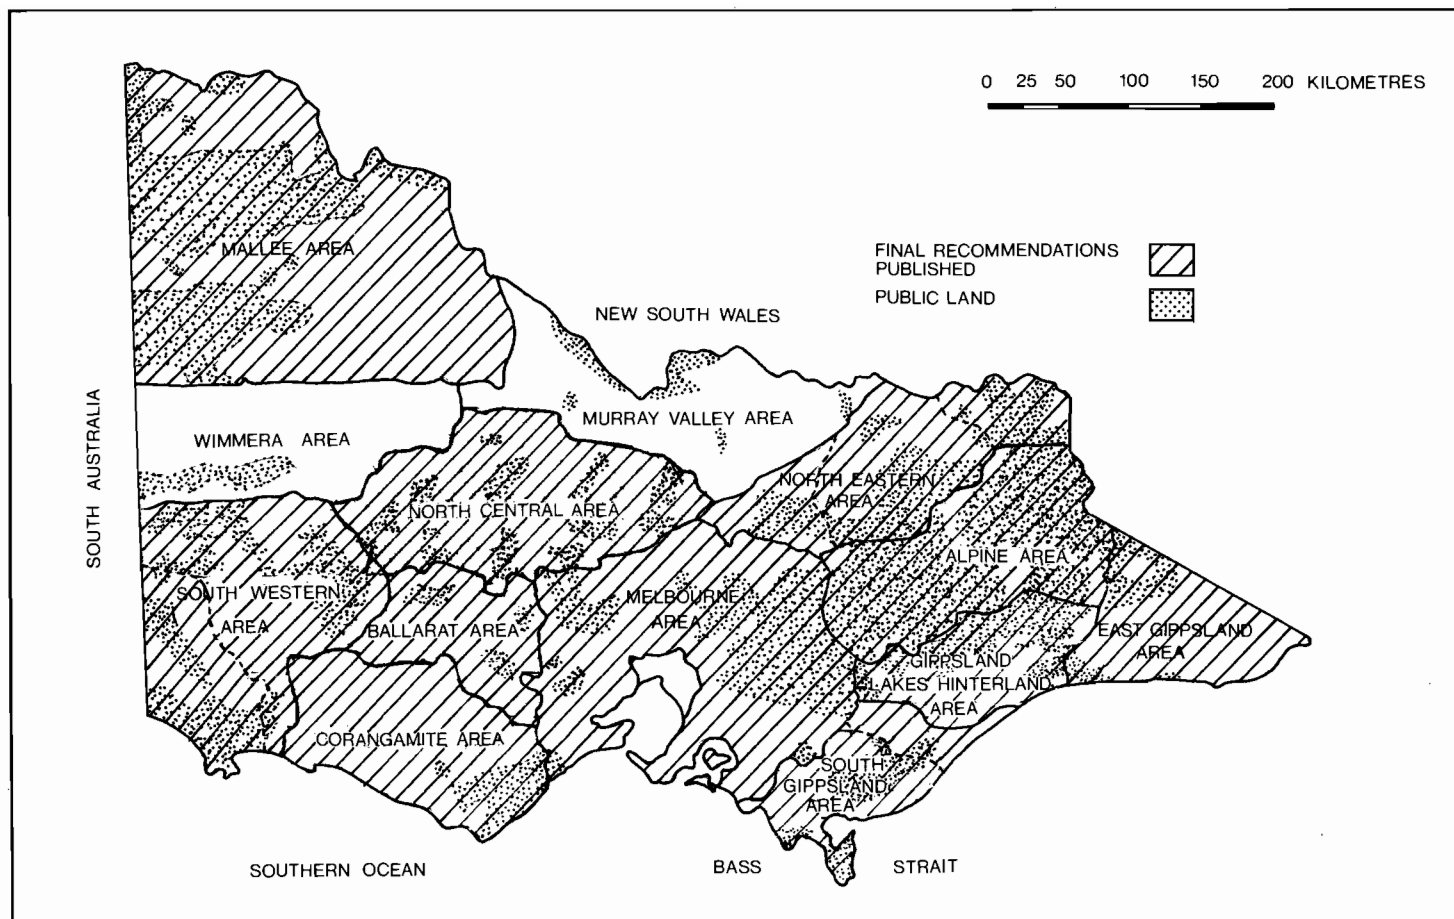 0 25 50 100 150 200 KILOMETRES
MALLEE AREA
FINAL RECOMMENDATIONS
PUBLISHED
PUBLIC LAND
NEW SOUTH WALES
SOUTH AUSTRALIA
WIMMERA AREA
MURRAY VALLEY AREA
NORTH CENTRAL AREA
NORTH EASTERN
AREA
ALPINE AREA
SOUTH WESTERN
AREA
BALLARAT AREA
MELBOURNE
AREA
EAST GIPPSLAND
AREA
GIPPSLAND
LAKES HINTERLAND
AREA
CORANGAMITE AREA
SOUTH
GIPPSLAND
AREA
SOUTHERN OCEAN
BASS STRAIT